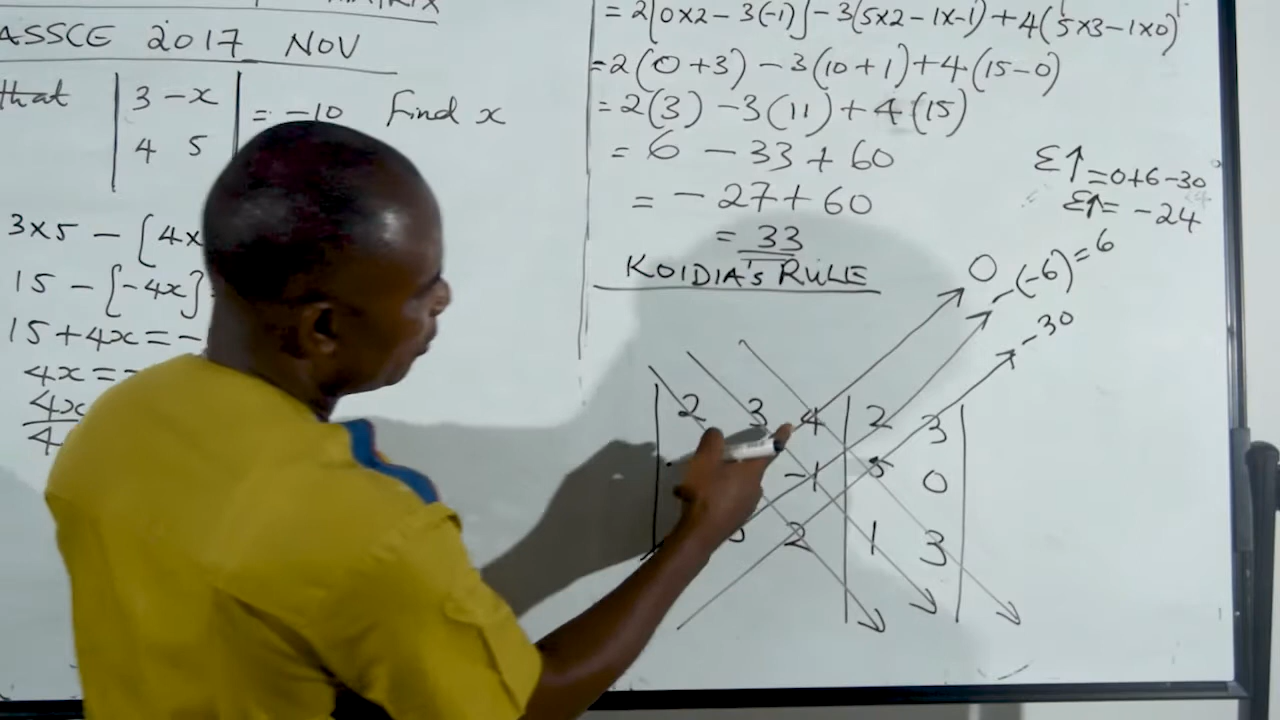 ASSCE 2017 NOV
that | 3 -x | = -10 Find x
| 4 5 |
3x5 - [4x
15 - [-4x]
15 + 4x = -
4x = -
4x
4
= 2[0x2 - 3(-1)] - 3(5x2 - 1x-1) + 4(5x3 - 1x0)
= 2(0+3) - 3(10+1) + 4(15-0)
= 2(3) - 3(11) + 4(15)
= 6 - 33 + 60
= -27 + 60
= 33
Ɛ↑ = 0+6-30
Ɛ↑ = -24
KOIDIA'S RULE
0
-(-6) = 6
-30
2 3 4 | 2 3
-1 | 5 0
3 2 | 1 3